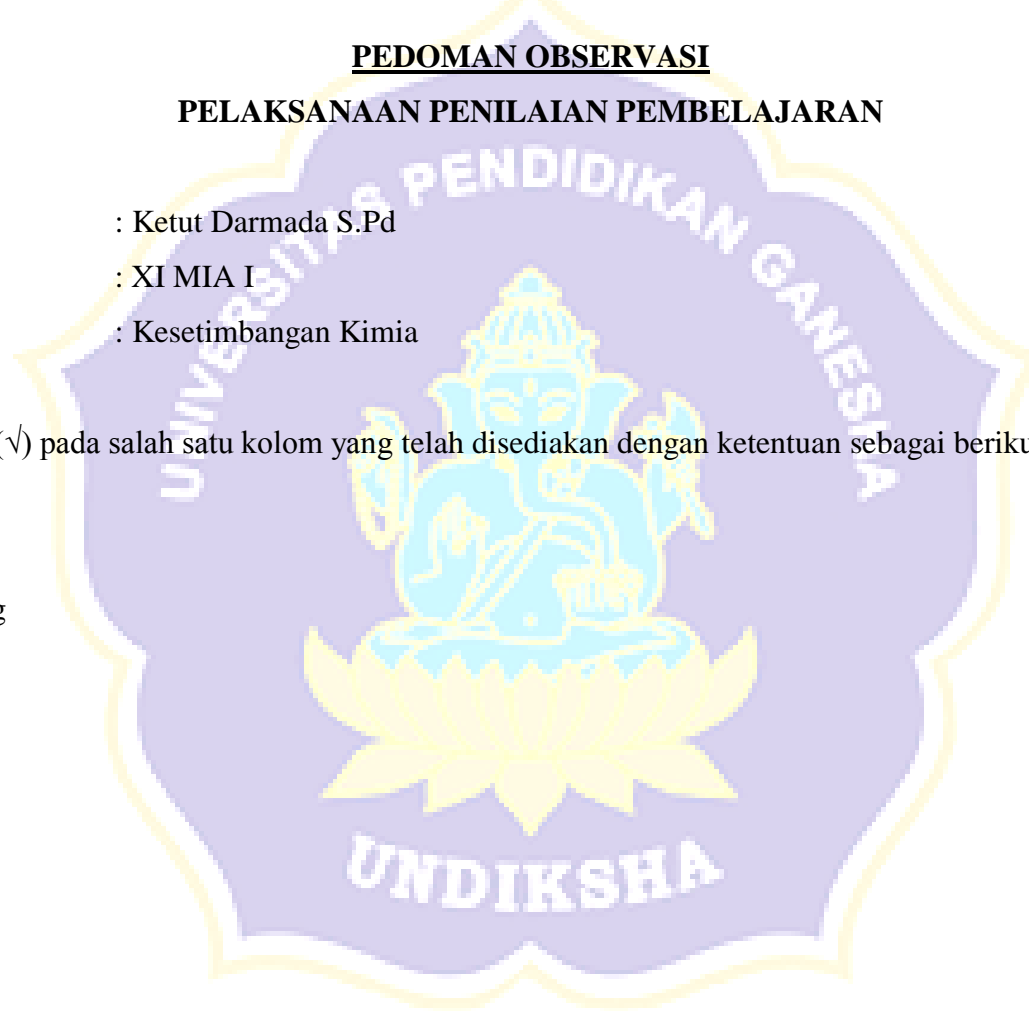 PEDOMAN OBSERVASI
PELAKSANAAN PENILAIAN PEMBELAJARAN
UNIVERSITAS PENDIDIKAN GANESHA
: Ketut Darmada S.Pd
: XI MIA I
: Kesetimbangan Kimia
(√) pada salah satu kolom yang telah disediakan dengan ketentuan sebagai beriku
g
UNDIKSHA